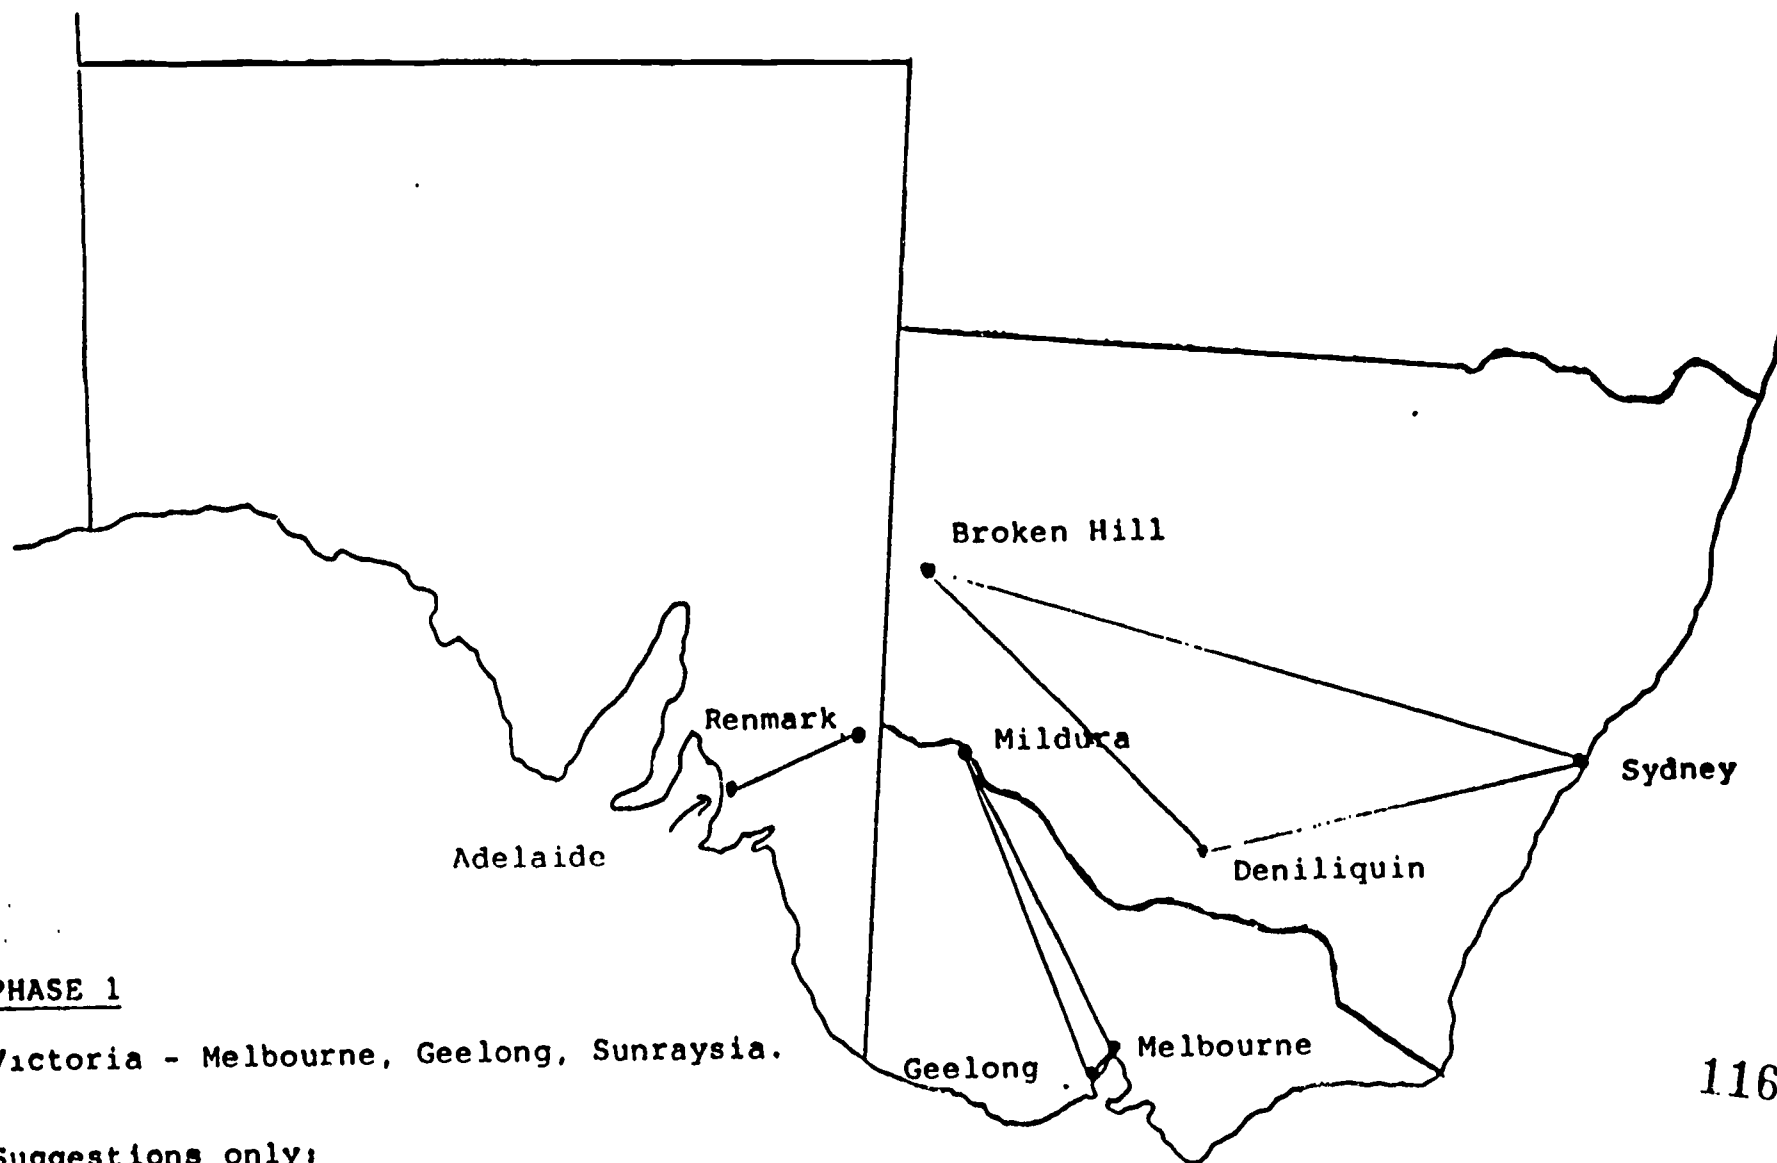 Broken Hill
Renmark
Mildura
Sydney
Adelaide
Deniliquin
PHASE 1
Victoria - Melbourne, Geelong, Sunraysia.
Melbourne
Geelong
116
Suggestions only: